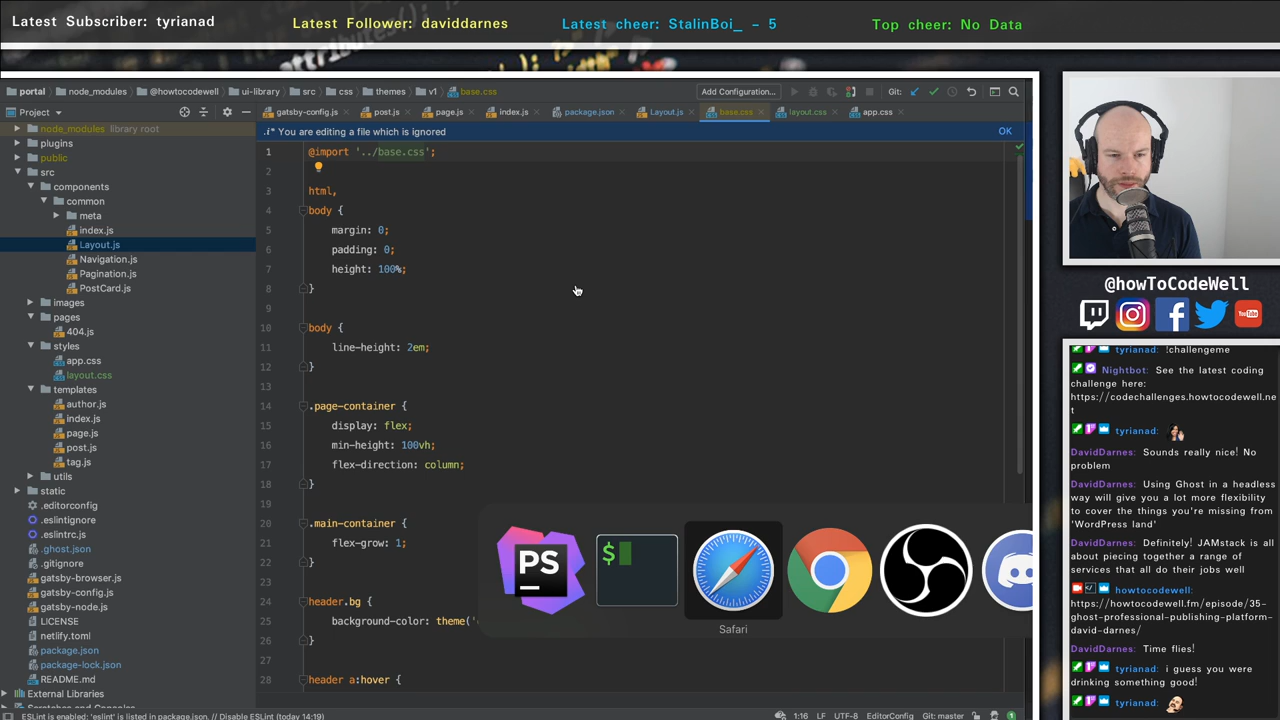 Latest Subscriber: tyrianad
Latest Follower: daviddarnes
Latest cheer: StalinBoi_ - 5
Top cheer: No Data
portal
node_modules
@howtocodewell
ui-library
src
css
themes
v1
base.css
Add Configuration...
Git:
Project
gatsby-config.js
post.js
page.js
index.js
package.json
Layout.js
base.css
layout.css
app.css
.i* You are editing a file which is ignored
OK
node_modules library root
plugins
public
src
components
common
meta
index.js
Layout.js
Navigation.js
Pagination.js
PostCard.js
images
pages
404.js
styles
app.css
layout.css
templates
author.js
index.js
page.js
post.js
tag.js
utils
static
.editorconfig
.eslintignore
.eslintrc.js
.ghost.json
.gitignore
gatsby-browser.js
gatsby-config.js
gatsby-node.js
LICENSE
netlify.toml
package.json
package-lock.json
README.md
External Libraries
1 @import '../base.css';
2
3 html,
4 body {
5 margin: 0;
6 padding: 0;
7 height: 100%;
8 }
9
10 body {
11 line-height: 2em;
12 }
13
14 .page-container {
15 display: flex;
16 min-height: 100vh;
17 flex-direction: column;
18 }
19
20 .main-container {
21 flex-grow: 1;
22 }
23
24 header.bg {
25 background-color: theme('
26 }
27
28 header a:hover {
PS
$
Safari
ESLint is enabled: 'eslint' is listed in package.json. // Disable ESLint (today 14:19)
1:16 LF UTF-8 EditorConfig Git: master
@howToCodeWell
You Tube
tyrianad: !challengeme
Nightbot: See the latest coding
challenge here:
https://codechallenges.howtocodewell.ne
t
tyrianad:
DavidDarnes: Sounds really nice! No
problem
DavidDarnes: Using Ghost in a headless
way will give you a lot more flexibility
to cover the things you're missing from
'WordPress land'
DavidDarnes: Definitely! JAMstack is all
about piecing together a range of
services that all do their jobs well
howtocodewell:
https://howtocodewell.fm/episode/35-
ghost-professional-publishing-platform-
david-darnes/
DavidDarnes: Time flies!
tyrianad: i guess you were
drinking something good!
tyrianad: